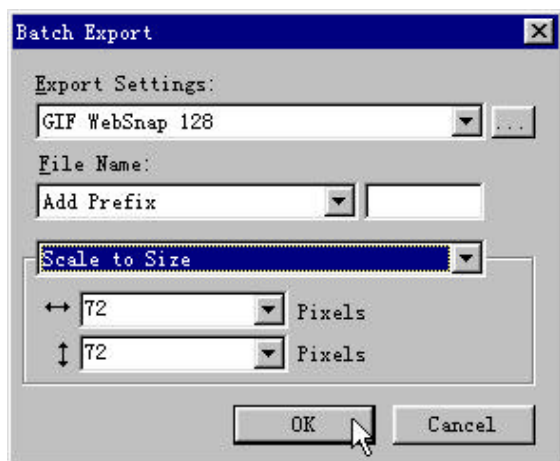 Batch Export
Export Settings:
GIF WebSnap 128
...
File Name:
Add Prefix
Scale to Size
72 Pixels
72 Pixels
OK Cancel